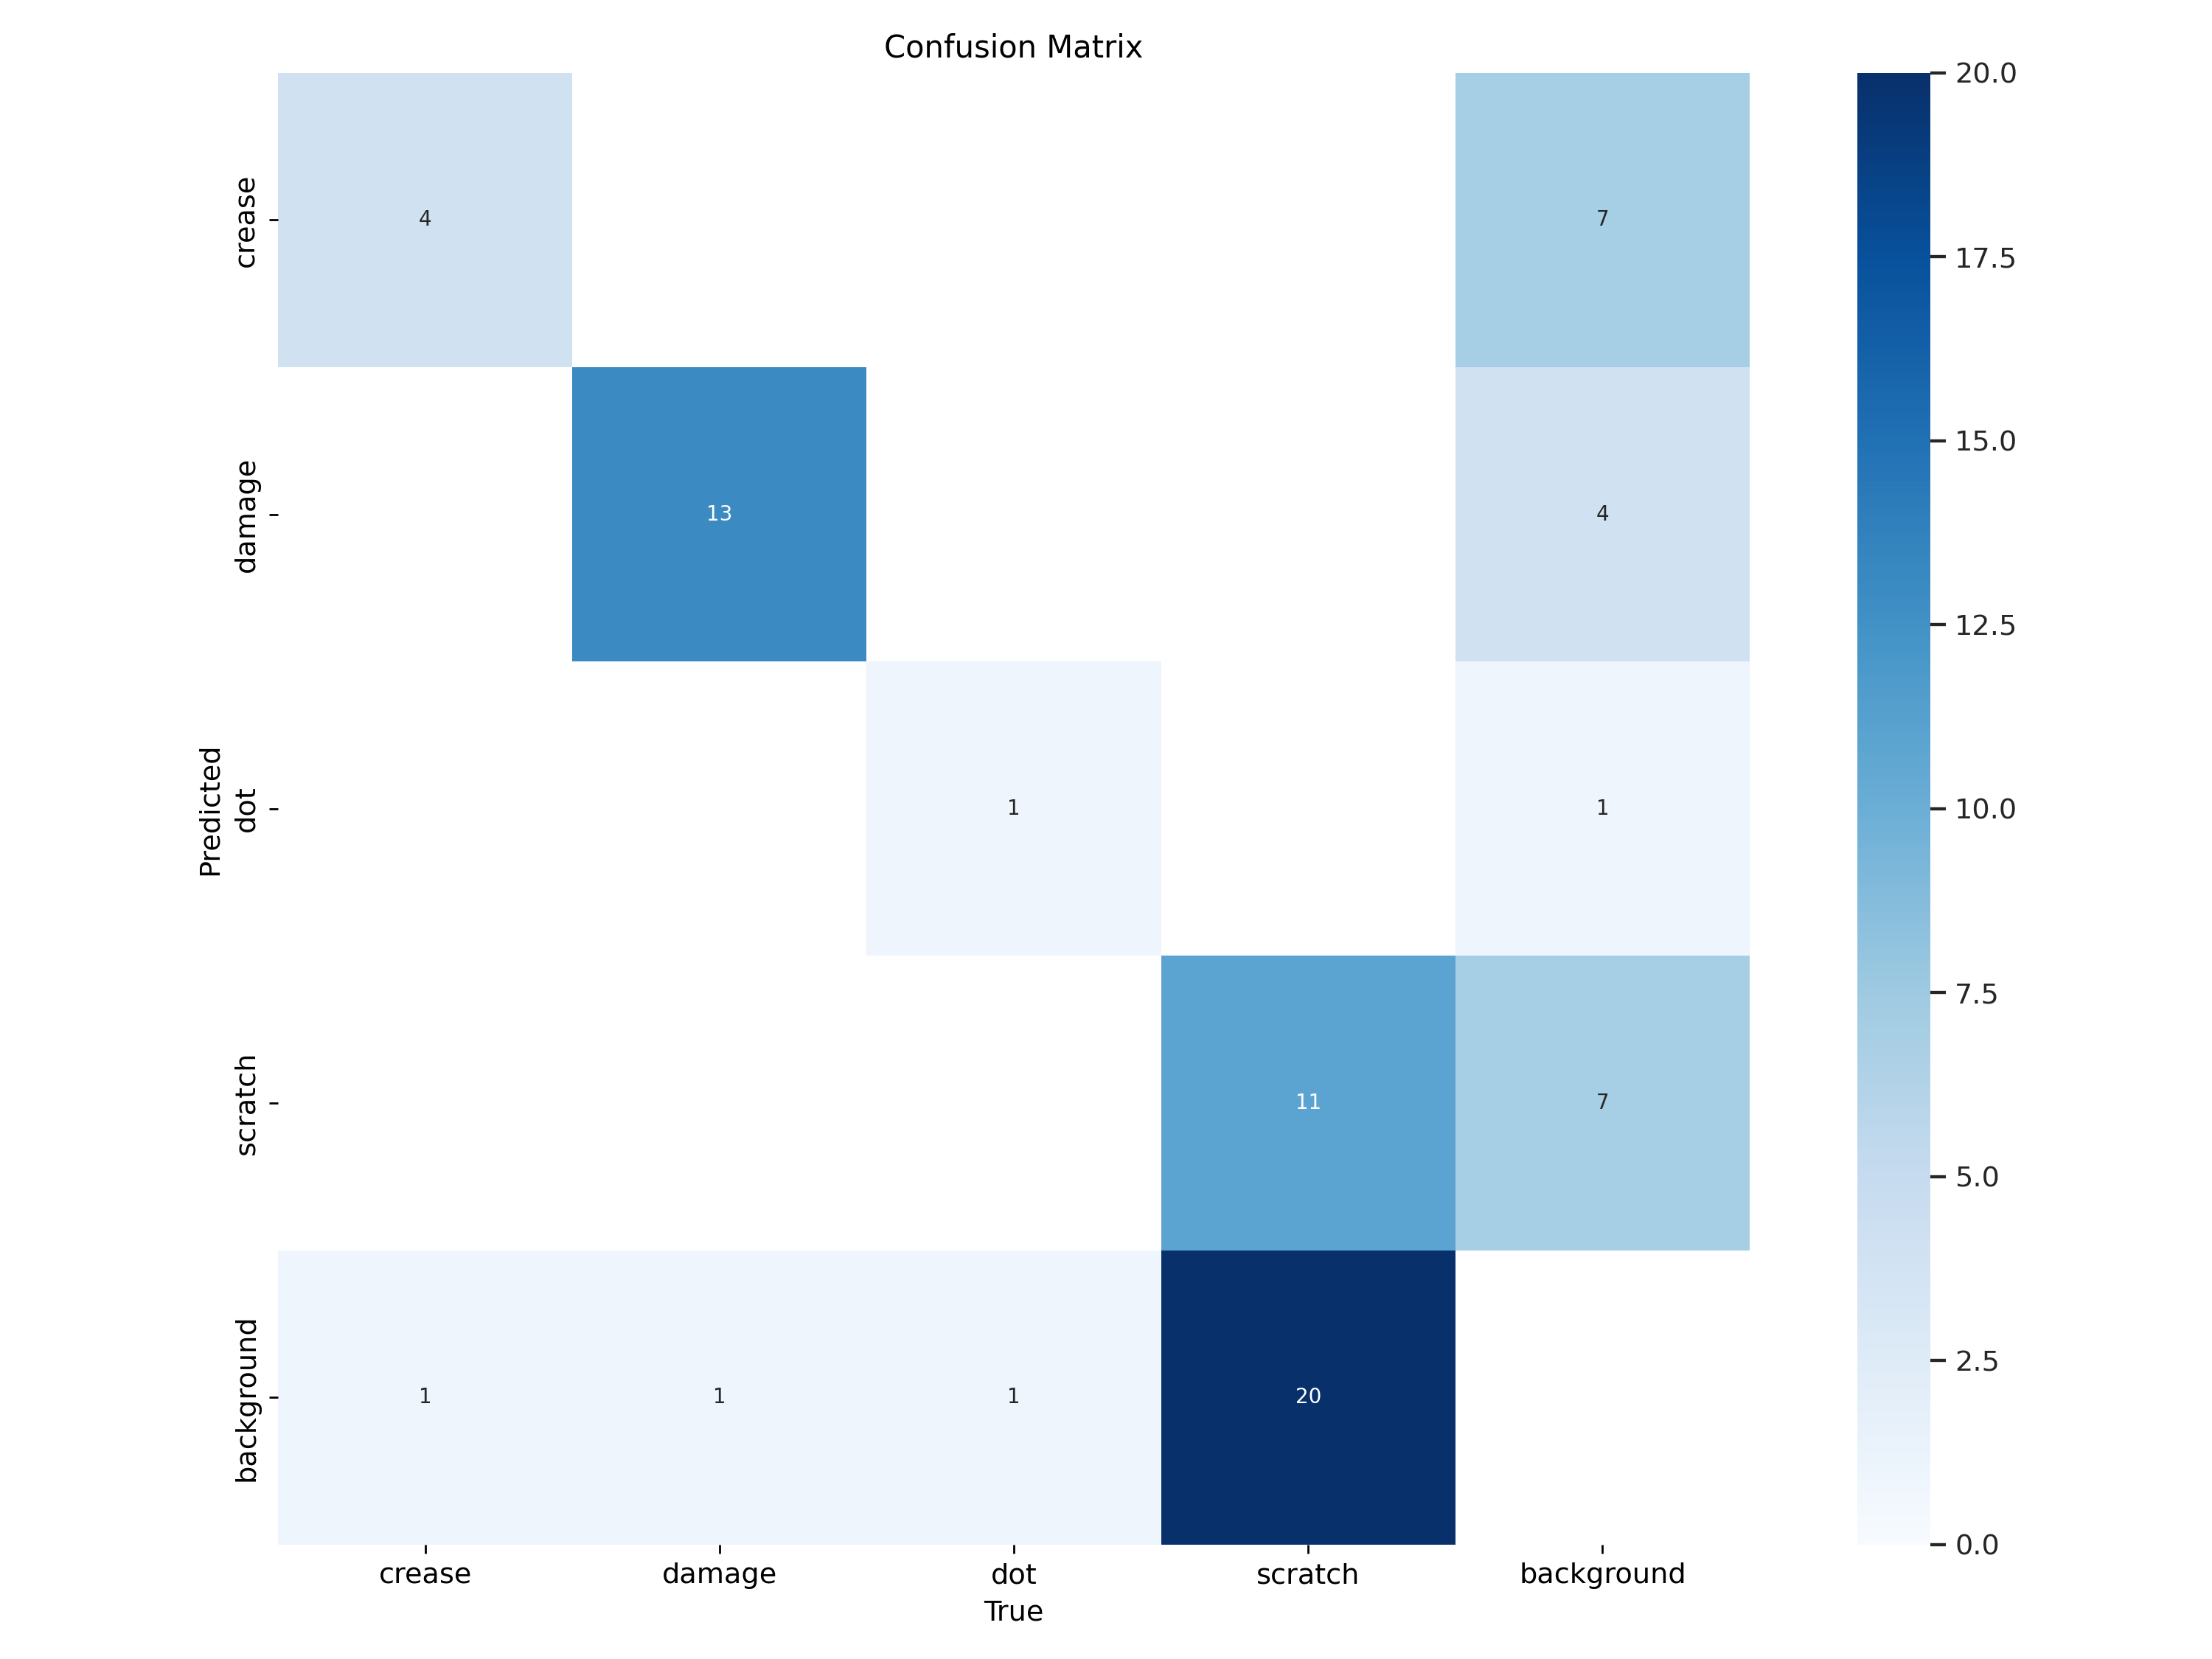 Confusion Matrix
crease
damage
dot
scratch
background
Predicted
4
7
13
4
1
1
11
7
1
1
1
20
crease
damage
dot
scratch
background
True
20.0
17.5
15.0
12.5
10.0
7.5
5.0
2.5
0.0